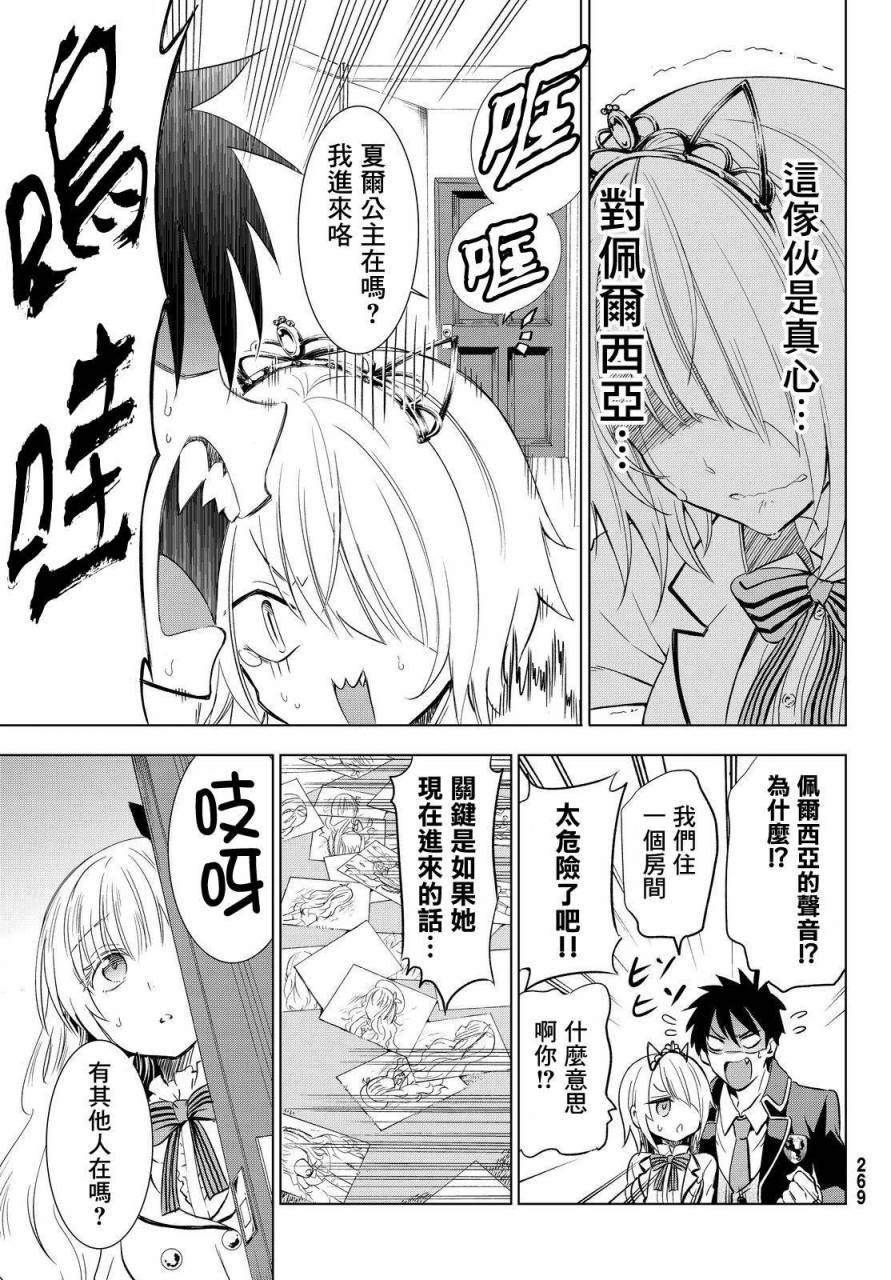 這傢伙是真心…
對佩爾西亞…
哐
哐
夏爾公主在嗎?
我進來咯
嗚
哇
佩爾西亞的聲音!?
為什麼!?
我們住
一個房間
太危險了吧!!
什麼意思
啊你!?
ビン
關鍵是如果她
現在進來的話…
吱呀
有其他人在嗎?
269